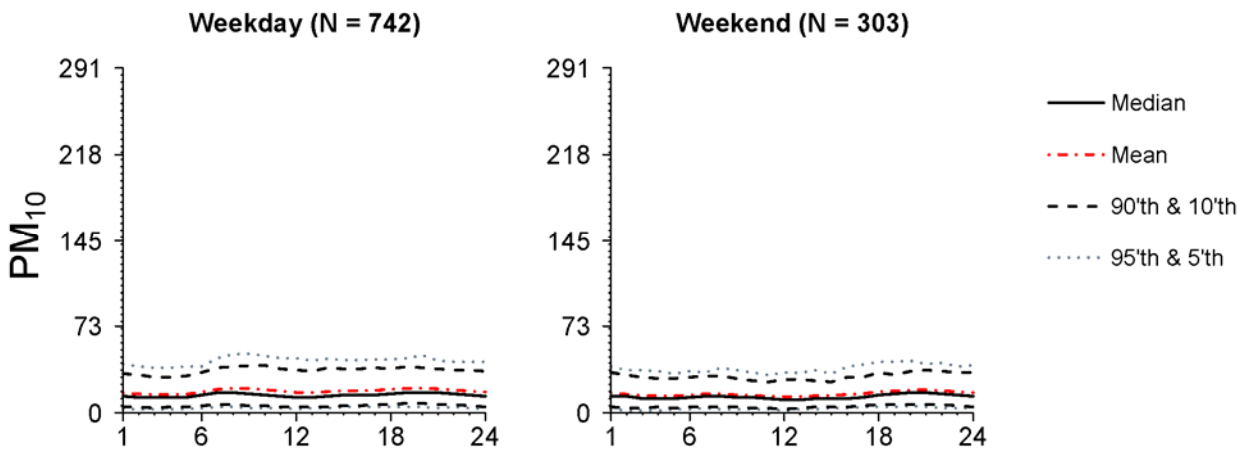 Weekday (N = 742)
Weekend (N = 303)
PM10
291
218
145
73
0
1 6 12 18 24
291
218
145
73
0
1 6 12 18 24
Median
Mean
90'th & 10'th
95'th & 5'th